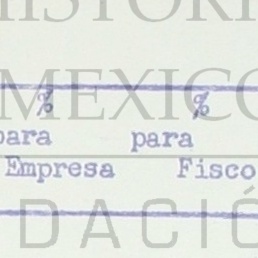 HISTORI
MEXICO
% %
para para
Empresa Fisco
DACIÓ